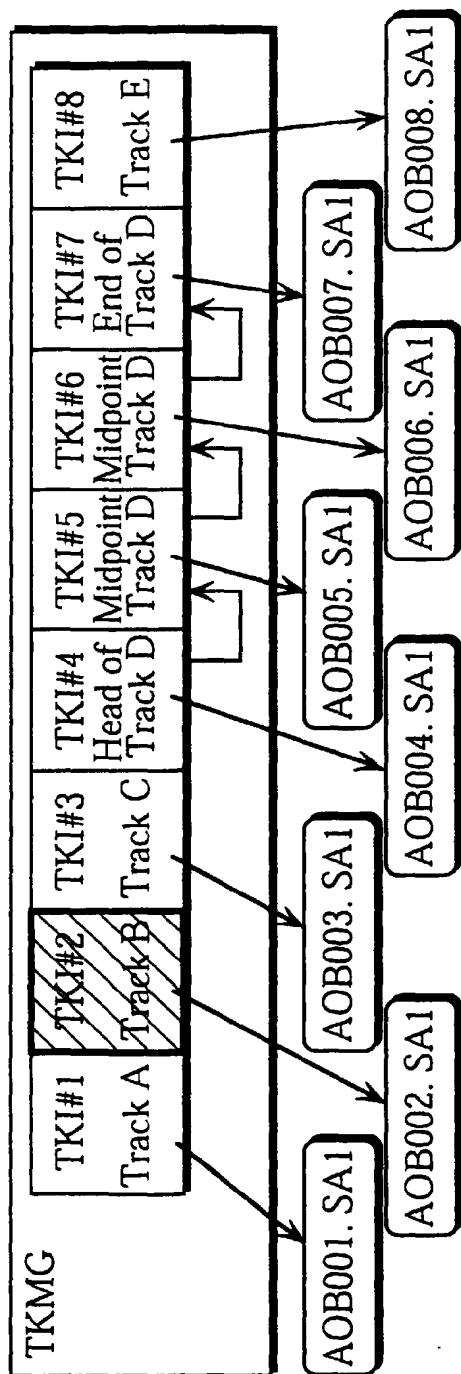 TKMG
TKI#1
Track A
TKI#2
Track B
TKI#3
Track C
TKI#4
Head of
Track D
TKI#5
Midpoint
Track D
TKI#6
Midpoint
Track D
TKI#7
End of
Track D
TKI#8
Track E
AOB001. SA1
AOB002. SA1
AOB003. SA1
AOB004. SA1
AOB005. SA1
AOB006. SA1
AOB007. SA1
AOB008. SA1